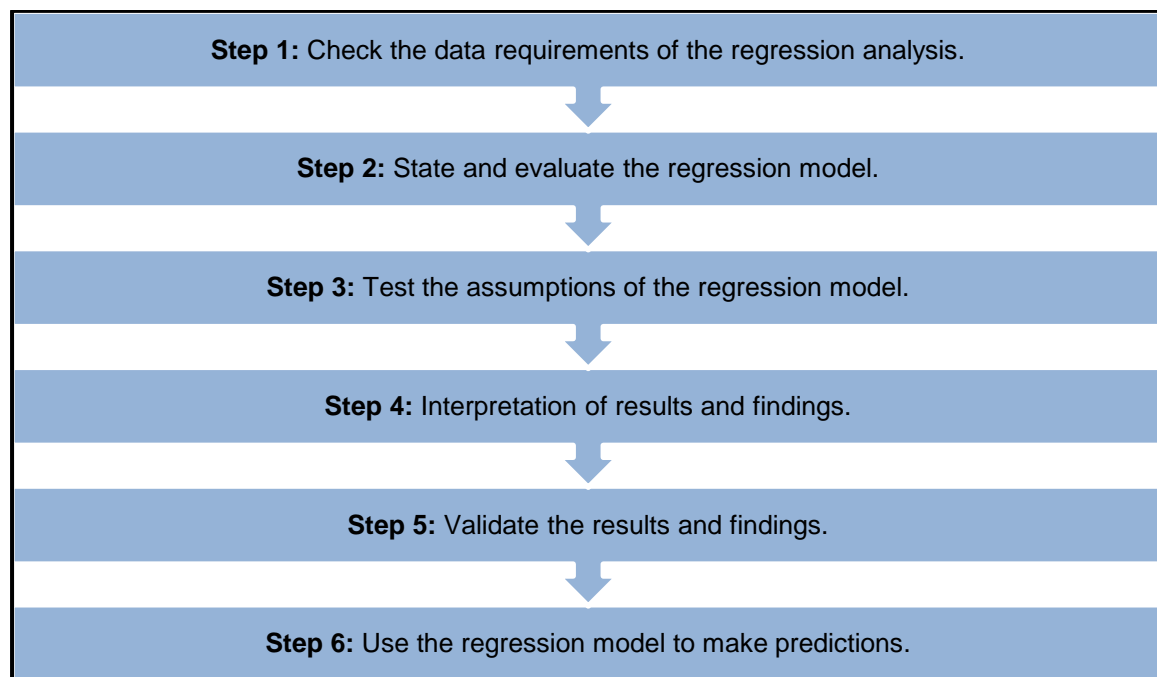 Step 1: Check the data requirements of the regression analysis.
Step 2: State and evaluate the regression model.
Step 3: Test the assumptions of the regression model.
Step 4: Interpretation of results and findings.
Step 5: Validate the results and findings.
Step 6: Use the regression model to make predictions.